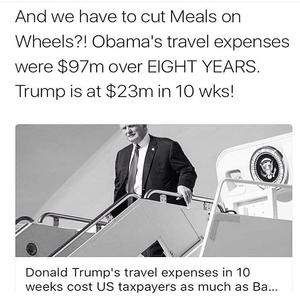 And we have to cut Meals on
Wheels?! Obama's travel expenses
were $97m over EIGHT YEARS.
Trump is at $23m in 10 wks!
Donald Trump's travel expenses in 10
weeks cost US taxpayers as much as Ba...